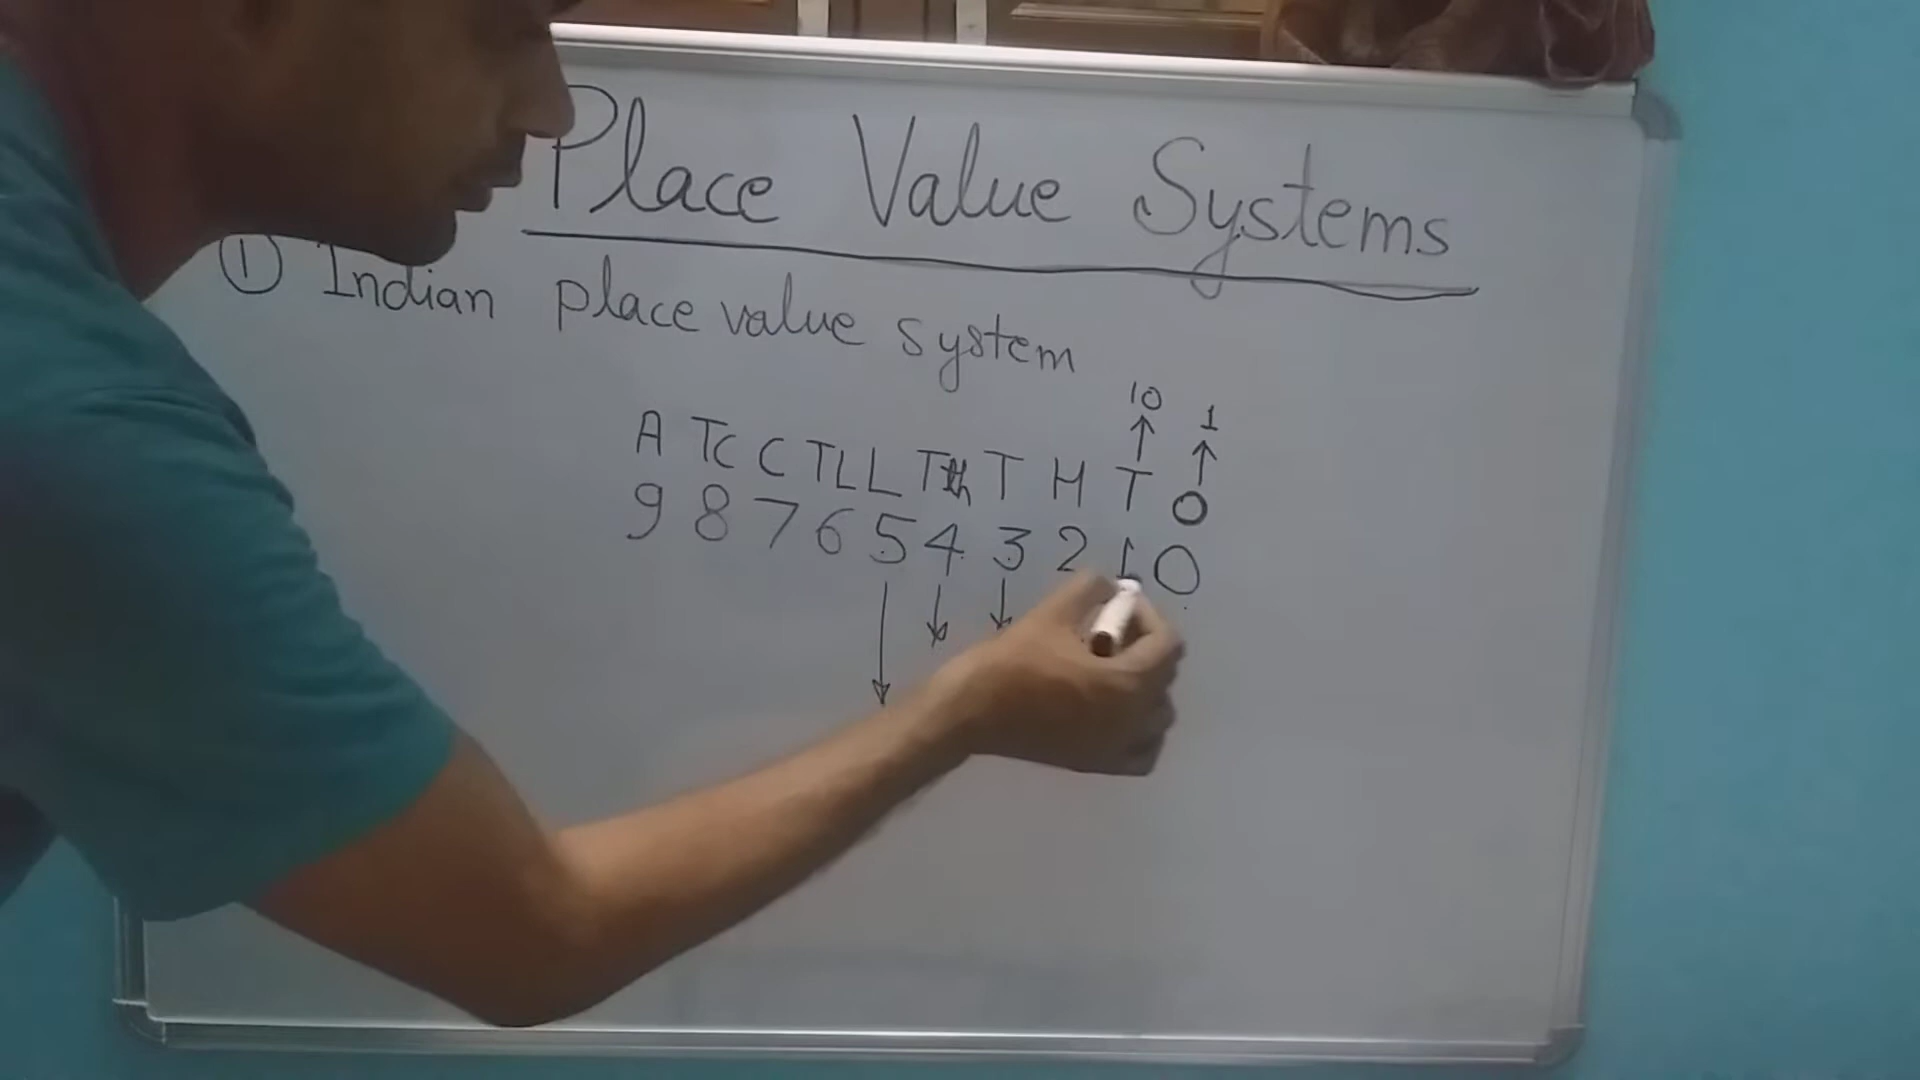 Place Value Systems
① Indian place value system
10 1
A TC C TL L Tth T H T O
9 8 7 6 5 4 3 2 1 0